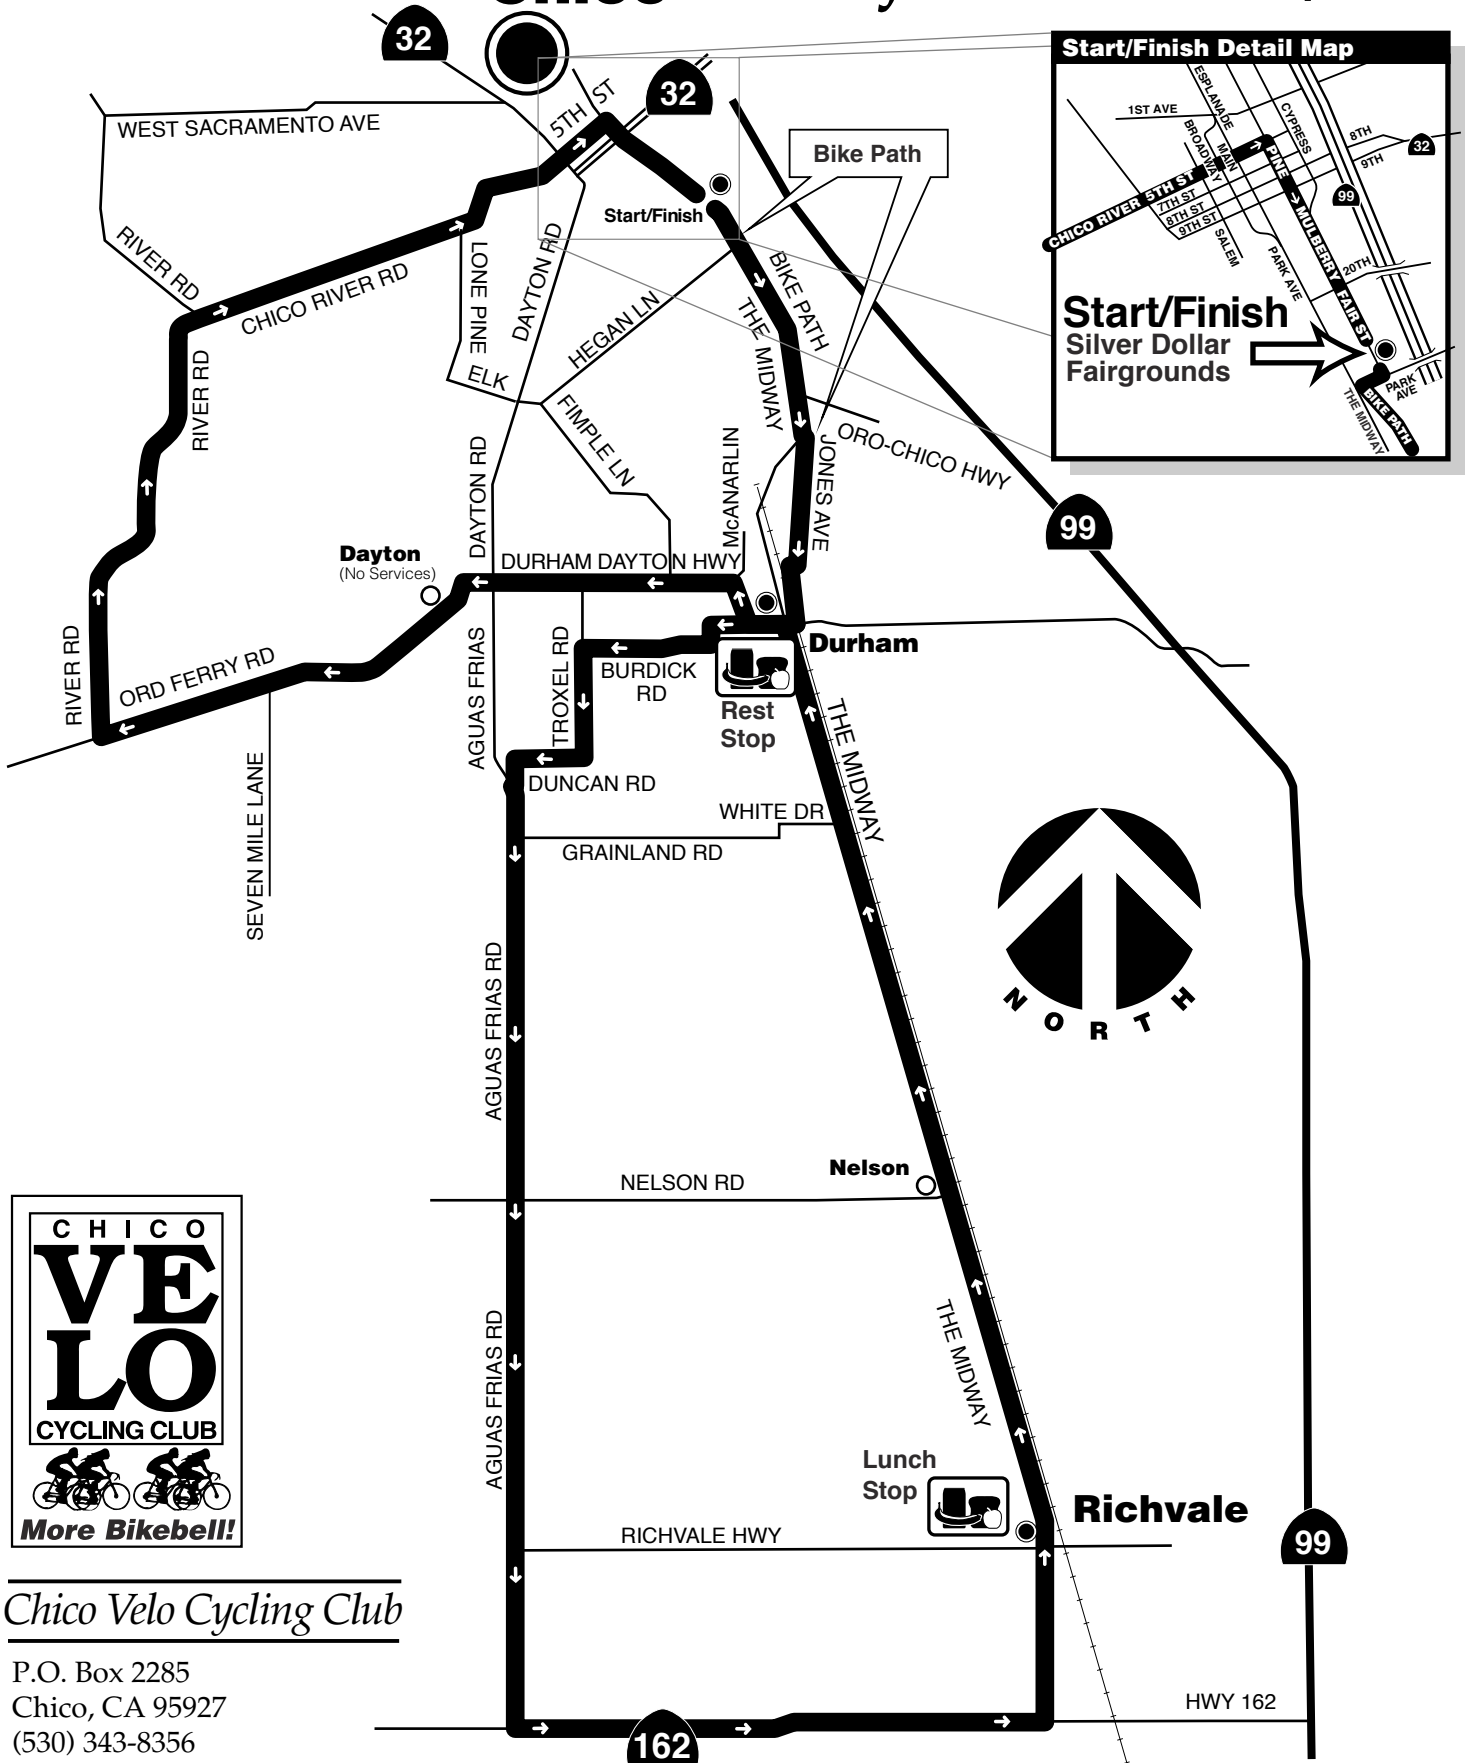 32
32
Start/Finish Detail Map
ESPLANADE
1ST AVE
CYPRESS
BROADWAY
MAIN
8TH
32
9TH
PINE
CHICO RIVER 5TH ST
7TH ST
8TH ST
9TH ST
99
SALEM
MULBERRY
PARK AVE
20TH
FAIR ST
Start/Finish
Silver Dollar
Fairgrounds
PARK
AVE
THE MIDWAY
BIKE PATH
5TH ST
WEST SACRAMENTO AVE
Bike Path
Start/Finish
RIVER RD
CHICO RIVER RD
LONE PINE
DAYTON RD
HEGAN LN
BIKE PATH
THE MIDWAY
ELK
RIVER RD
FIMPLE LN
ORO-CHICO HWY
DAYTON RD
McANARLIN
JONES AVE
99
Dayton
(No Services)
DURHAM DAYTON HWY
Durham
RIVER RD
ORD FERRY RD
AGUAS FRIAS
TROXEL RD
BURDICK
RD
Rest
Stop
THE MIDWAY
SEVEN MILE LANE
DUNCAN RD
WHITE DR
GRAINLAND RD
NORTH
AGUAS FRIAS RD
Nelson
NELSON RD
CHICO
VE
LO
CYCLING CLUB
More Bikebell!
AGUAS FRIAS RD
THE MIDWAY
Lunch
Stop
Richvale
RICHVALE HWY
99
Chico Velo Cycling Club
P.O. Box 2285
Chico, CA 95927
(530) 343-8356
HWY 162
162